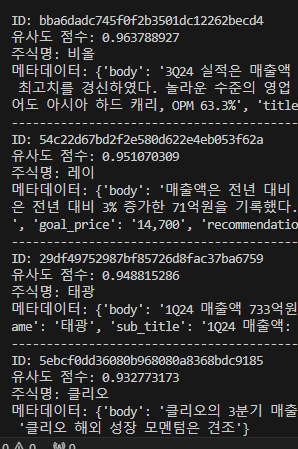 ID: bba6dadc745f0f2b3501dc12262becd4
유사도 점수: 0.963788927
주식명: 비올
메타데이터: {'body': '3Q24 실적은 매출액
최고치를 경신하였다. 놀라운 수준의 영업
어도 아시아 하드 캐리, OPM 63.3%', 'title
--------------------------------------------------
ID: 54c22d67bd2f2e580d622e4eb053f62a
유사도 점수: 0.951070309
주식명: 레이
메타데이터: {'body': '매출액은 전년 대비
은 전년 대비 3% 증가한 71억원을 기록했다.
', 'goal_price': '14,700', 'recommendatio
--------------------------------------------------
ID: 29df49752987bf85726d8fac37ba6759
유사도 점수: 0.948815286
주식명: 태광
메타데이터: {'body': '1Q24 매출액 733억원
ame': '태광', 'sub_title': '1Q24 매출액:
--------------------------------------------------
ID: 5ebcf0dd36080b968080a8368bdc9185
유사도 점수: 0.932773173
주식명: 클리오
메타데이터: {'body': '클리오의 3분기 매출
'클리오 해외 성장 모멘텀은 견조'}
0 0 0